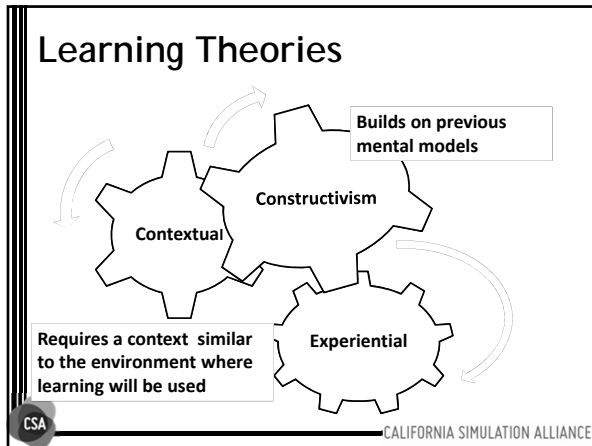 Learning Theories
Builds on previous
mental models
Constructivism
Contextual
Experiential
Requires a context similar
to the environment where
learning will be used
CSA
CALIFORNIA SIMULATION ALLIANCE